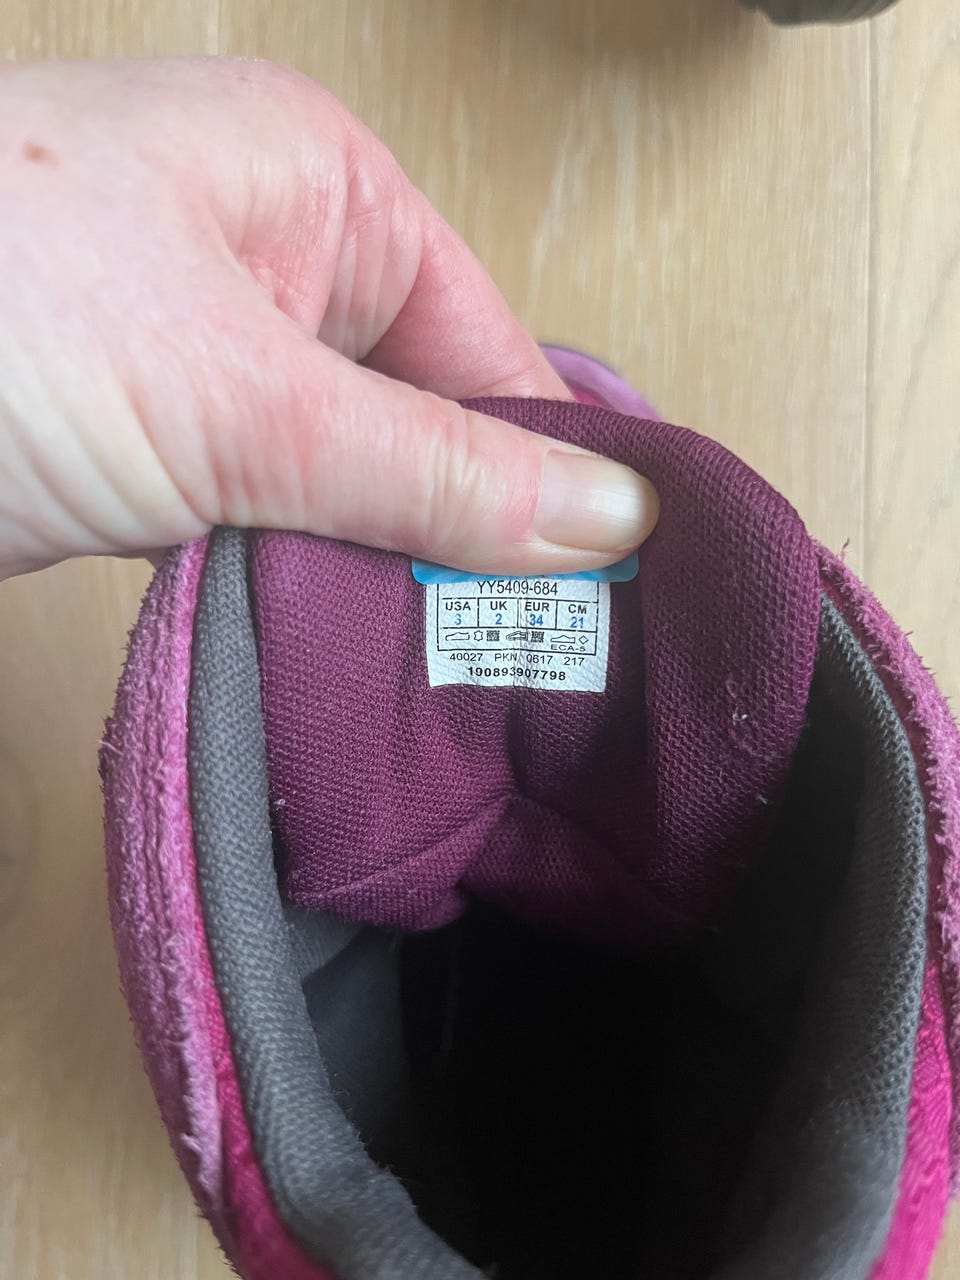 YY5409-684
USA UK EUR CM
3 2 34 21
ECA-5
40027 PKN 0617 217
190893907798